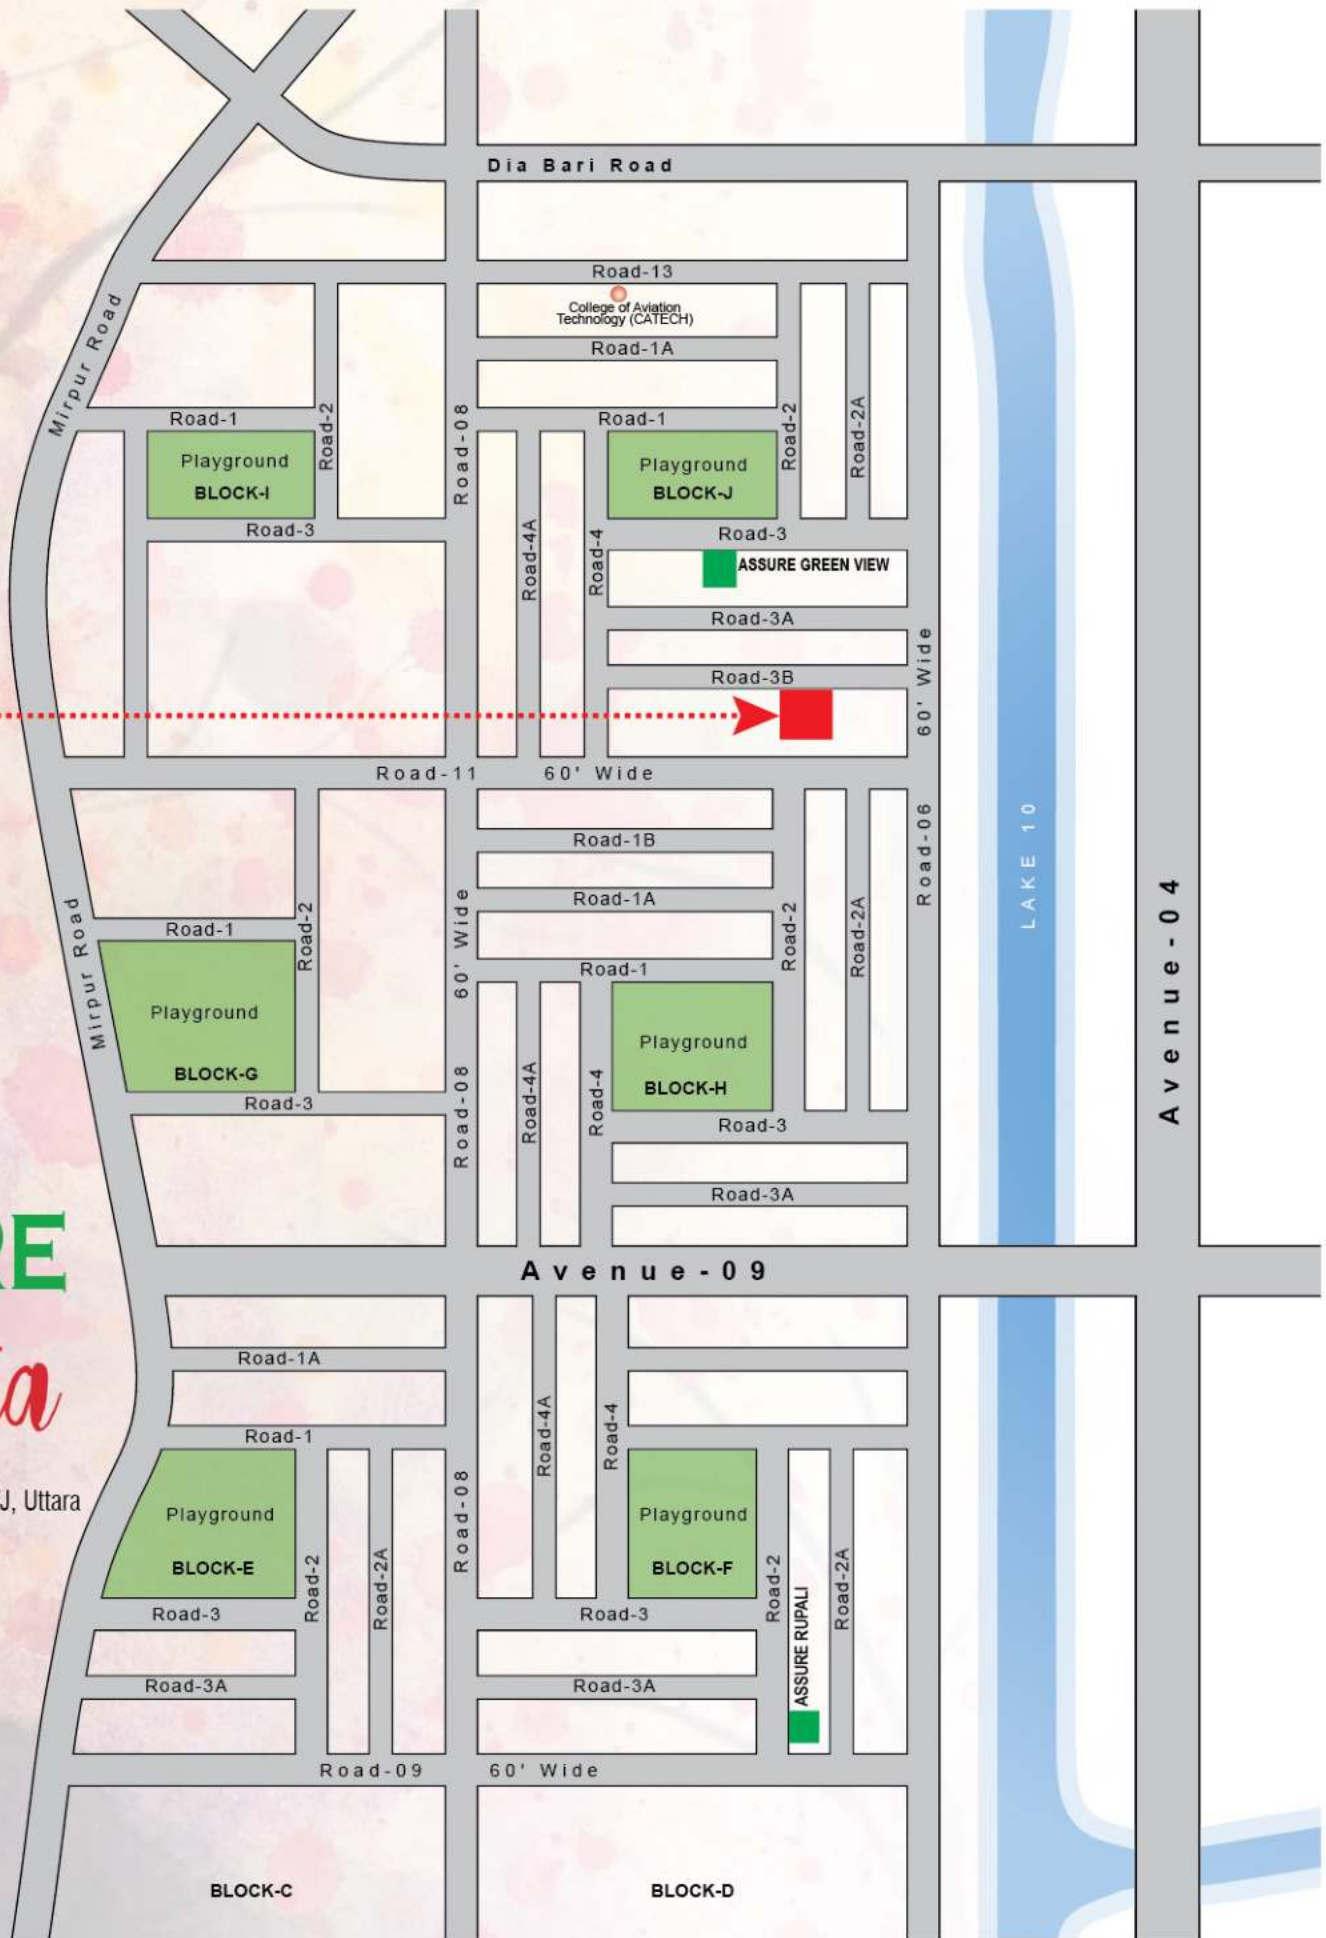 Dia Bari Road
Road-13
College of Aviation
Technology (CATECH)
Road-1A
Mirpur Road
Road-1
Road-2
Road-08
Road-1
Road-2
Road-2A
Playground
BLOCK-I
Playground
BLOCK-J
Road-3
Road-4A
Road-4
Road-3
ASSURE GREEN VIEW
Road-3A
60' Wide
Road-3B
Road-11
60' Wide
Road-1B
Road-06
LAKE 10
Avenue-04
Road-1A
60' Wide
Mirpur Road
Road-1
Road-2
Road-2
Road-2A
Road-1
Playground
BLOCK-G
Playground
BLOCK-H
Road-3
Road-08
Road-4A
Road-4
Road-3
Road-3A
RE
Avenue-09
Road-1A
ia
Road-1
Road-4A
Road-4
J, Uttara
Road-08
Playground
BLOCK-E
Playground
BLOCK-F
Road-2
Road-2A
Road-2
Road-2A
Road-3
Road-3
ASSURE RUPALI
Road-3A
Road-3A
Road-09
60' Wide
BLOCK-C
BLOCK-D